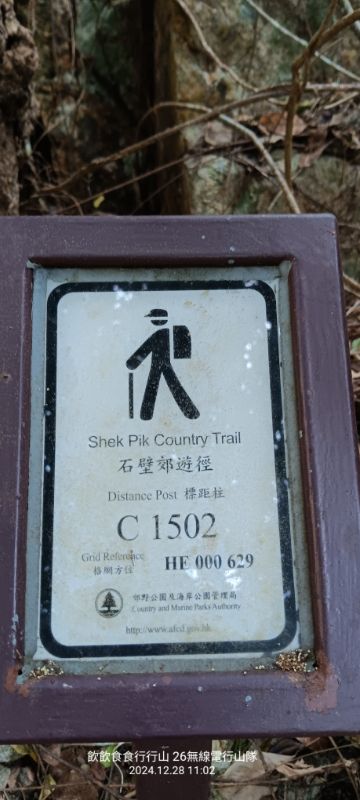 Shek Pik Country Trail
石壁郊遊徑
Distance Post 標距柱
C 1502
Grid Reference
格網方位
HE 000 629
郊野公園及海岸公園管理局
Country and Marine Parks Authority
http://www.afcd.gov.hk
飲飲食食行行山 26無線電行山隊
2024.12.28 11:02